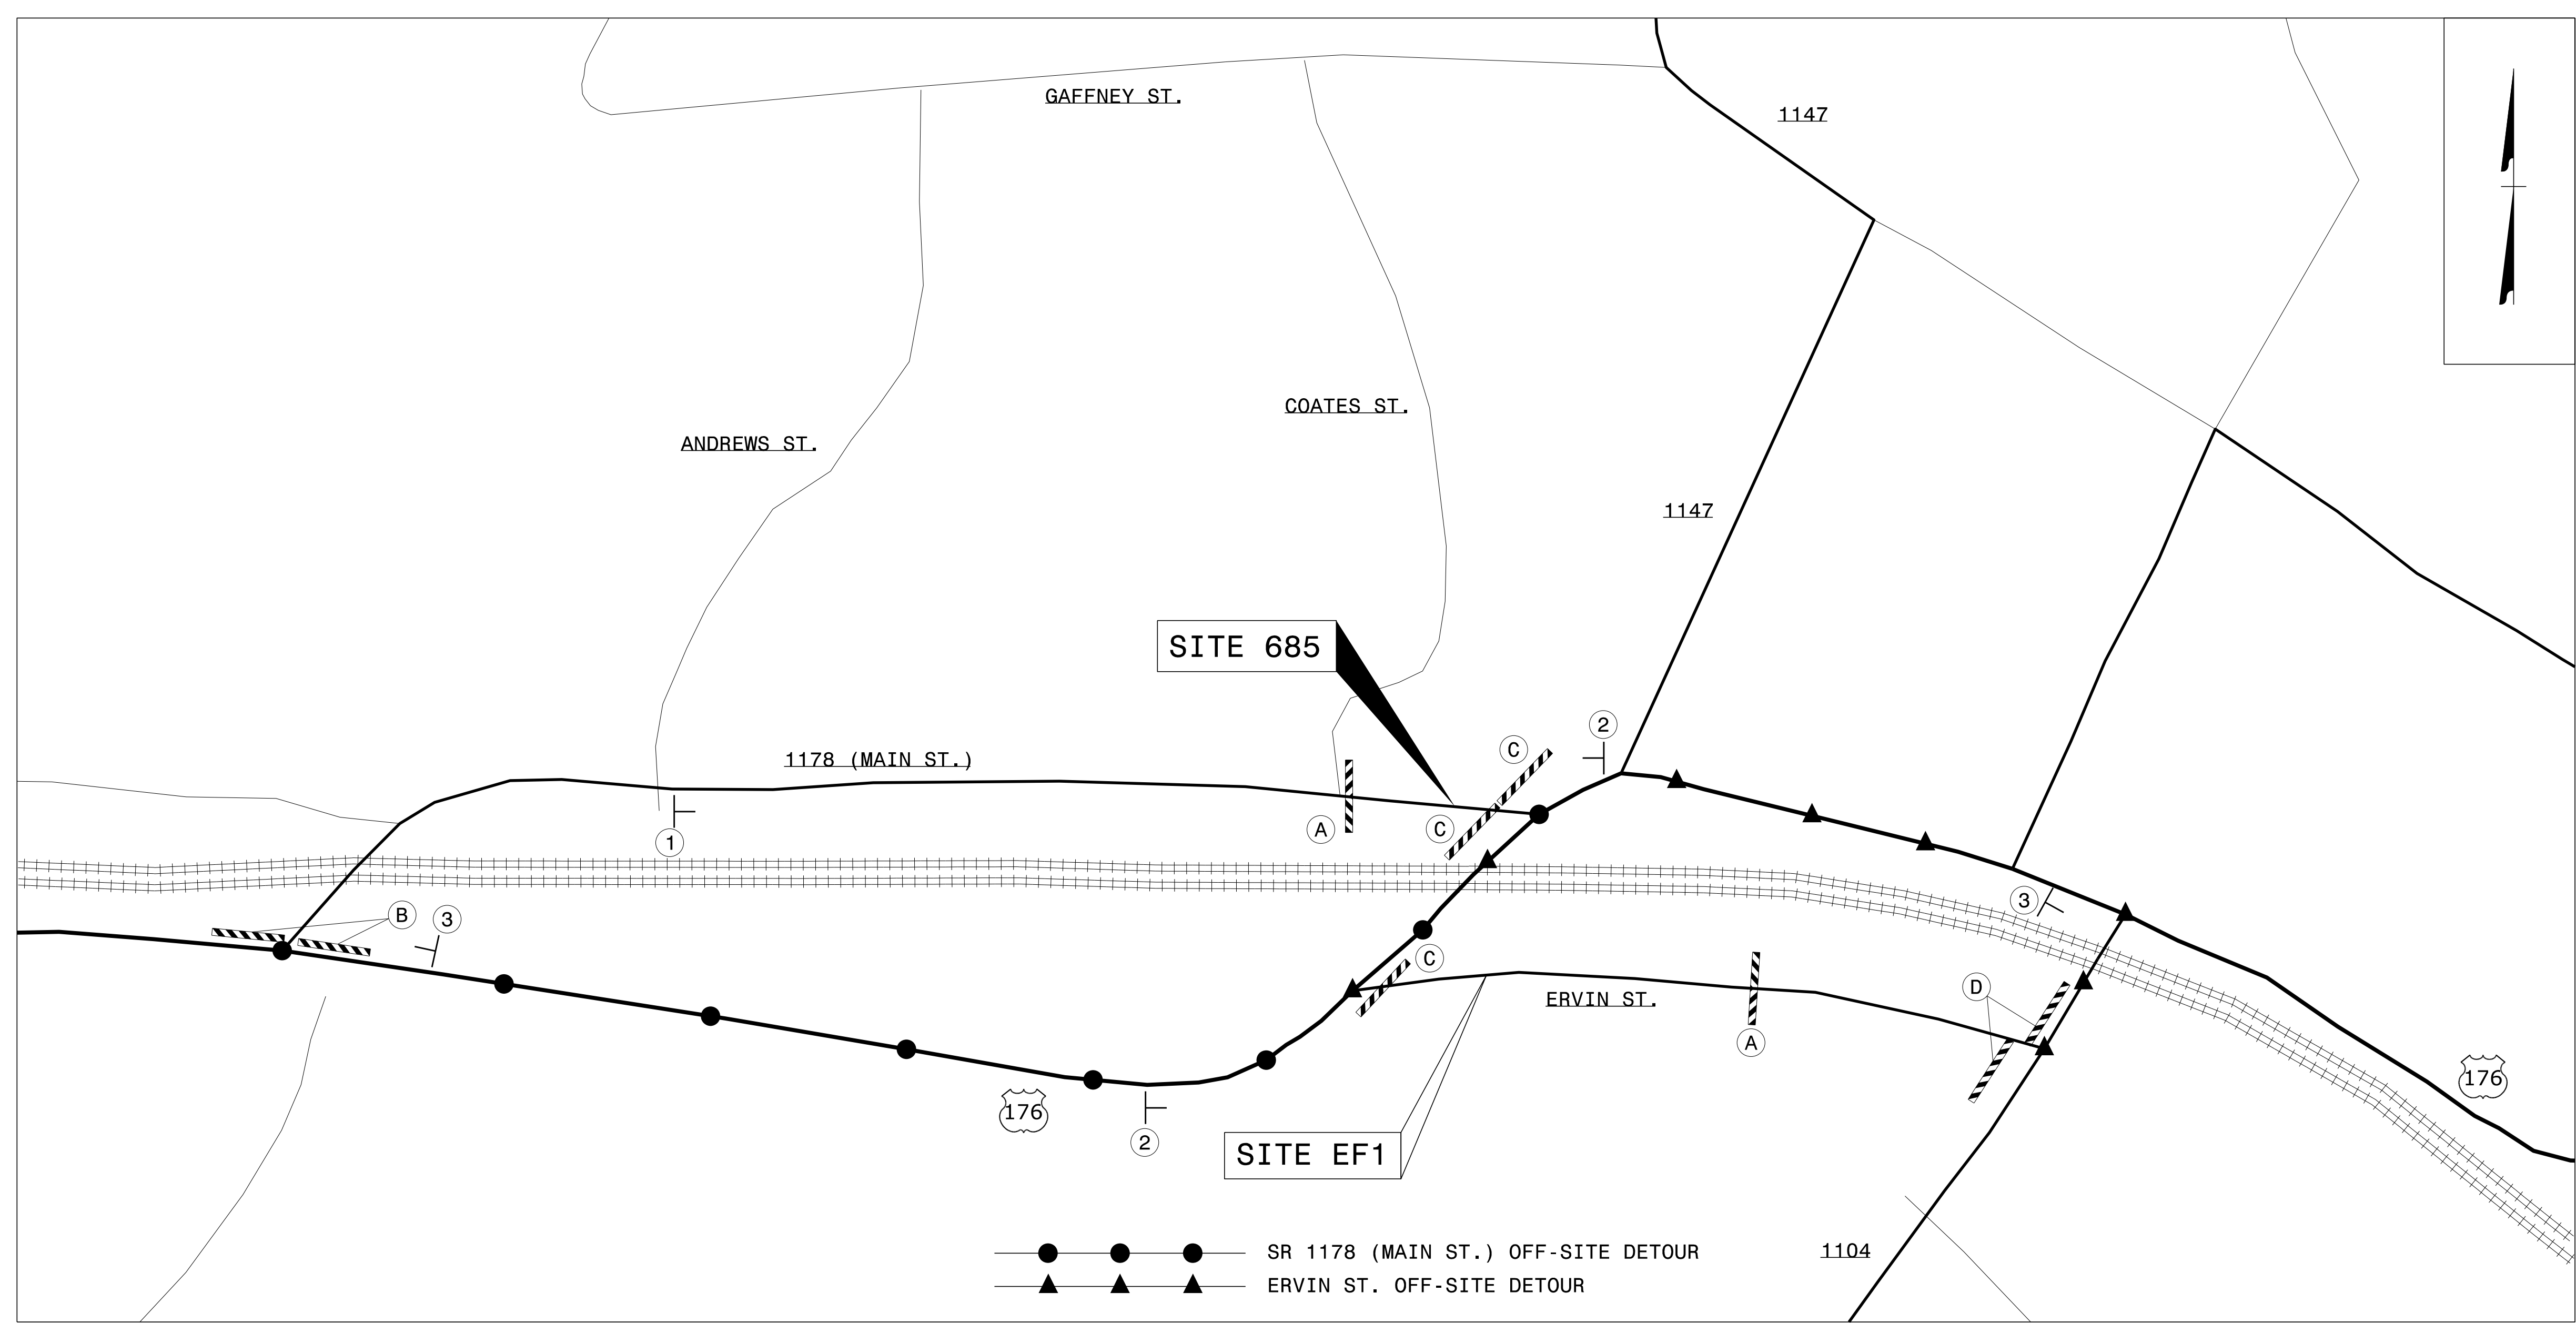 GAFFNEY ST.
1147
COATES ST.
ANDREWS ST.
1147
SITE 685
2
C
1178 (MAIN ST.)
A
C
1
3
B
3
C
D
ERVIN ST.
A
176
176
2
SITE EF1
SR 1178 (MAIN ST.) OFF-SITE DETOUR
1104
ERVIN ST. OFF-SITE DETOUR